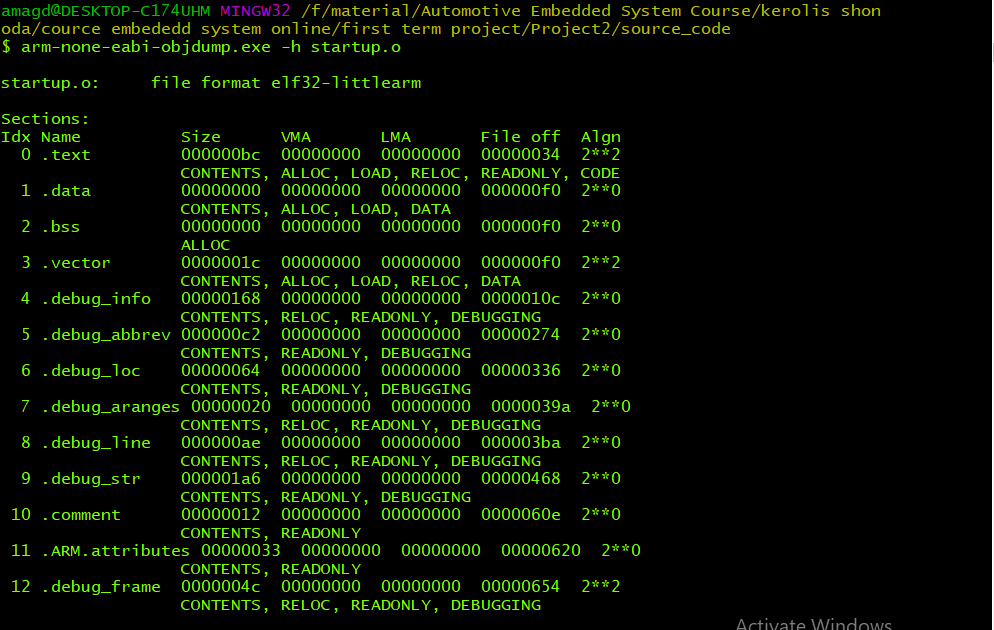 amagd@DESKTOP-C174UHM MINGW32 /f/material/Automotive Embedded System Course/kerolis shon
oda/cource embededd system online/first term project/Project2/source_code
$ arm-none-eabi-objdump.exe -h startup.o
startup.o:     file format elf32-littlearm
Sections:
Idx Name          Size      VMA       LMA       File off  Algn
  0 .text         000000bc  00000000  00000000  00000034  2**2
                  CONTENTS, ALLOC, LOAD, RELOC, READONLY, CODE
  1 .data         00000000  00000000  00000000  000000f0  2**0
                  CONTENTS, ALLOC, LOAD, DATA
  2 .bss          00000000  00000000  00000000  000000f0  2**0
                  ALLOC
  3 .vector       0000001c  00000000  00000000  000000f0  2**2
                  CONTENTS, ALLOC, LOAD, RELOC, DATA
  4 .debug_info   00000168  00000000  00000000  0000010c  2**0
                  CONTENTS, RELOC, READONLY, DEBUGGING
  5 .debug_abbrev 000000c2  00000000  00000000  00000274  2**0
                  CONTENTS, READONLY, DEBUGGING
  6 .debug_loc    00000064  00000000  00000000  00000336  2**0
                  CONTENTS, READONLY, DEBUGGING
  7 .debug_aranges 00000020  00000000  00000000  0000039a  2**0
                  CONTENTS, RELOC, READONLY, DEBUGGING
  8 .debug_line   000000ae  00000000  00000000  000003ba  2**0
                  CONTENTS, RELOC, READONLY, DEBUGGING
  9 .debug_str    000001a6  00000000  00000000  00000468  2**0
                  CONTENTS, READONLY, DEBUGGING
 10 .comment      00000012  00000000  00000000  0000060e  2**0
                  CONTENTS, READONLY
 11 .ARM.attributes 00000033  00000000  00000000  00000620  2**0
                  CONTENTS, READONLY
 12 .debug_frame  0000004c  00000000  00000000  00000654  2**2
                  CONTENTS, RELOC, READONLY, DEBUGGING
Activate Windows